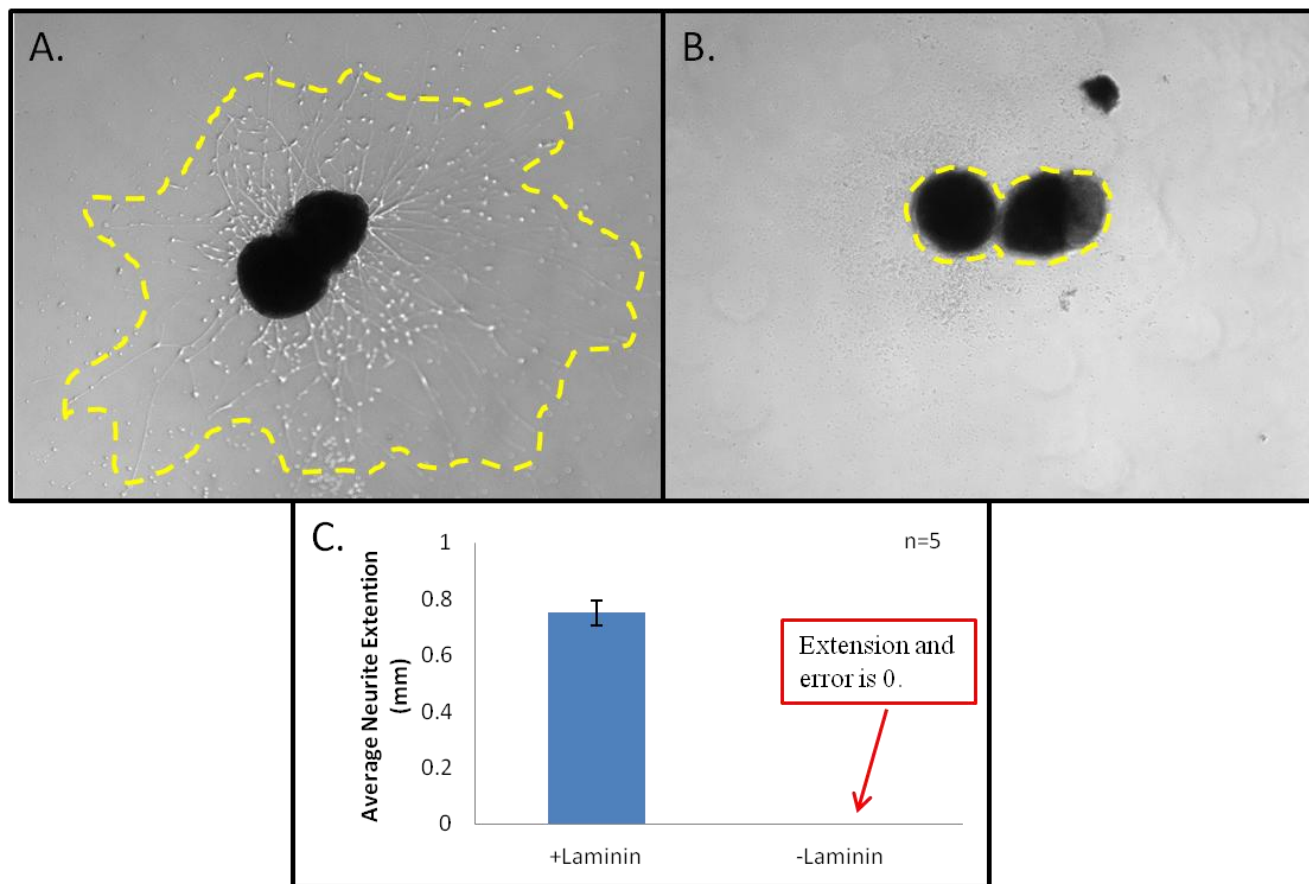 A.
B.
C.
n=5
Average Neurite Extention
(mm)
1
0.8
0.6
0.4
0.2
0
Extension and
error is 0.
+Laminin
-Laminin